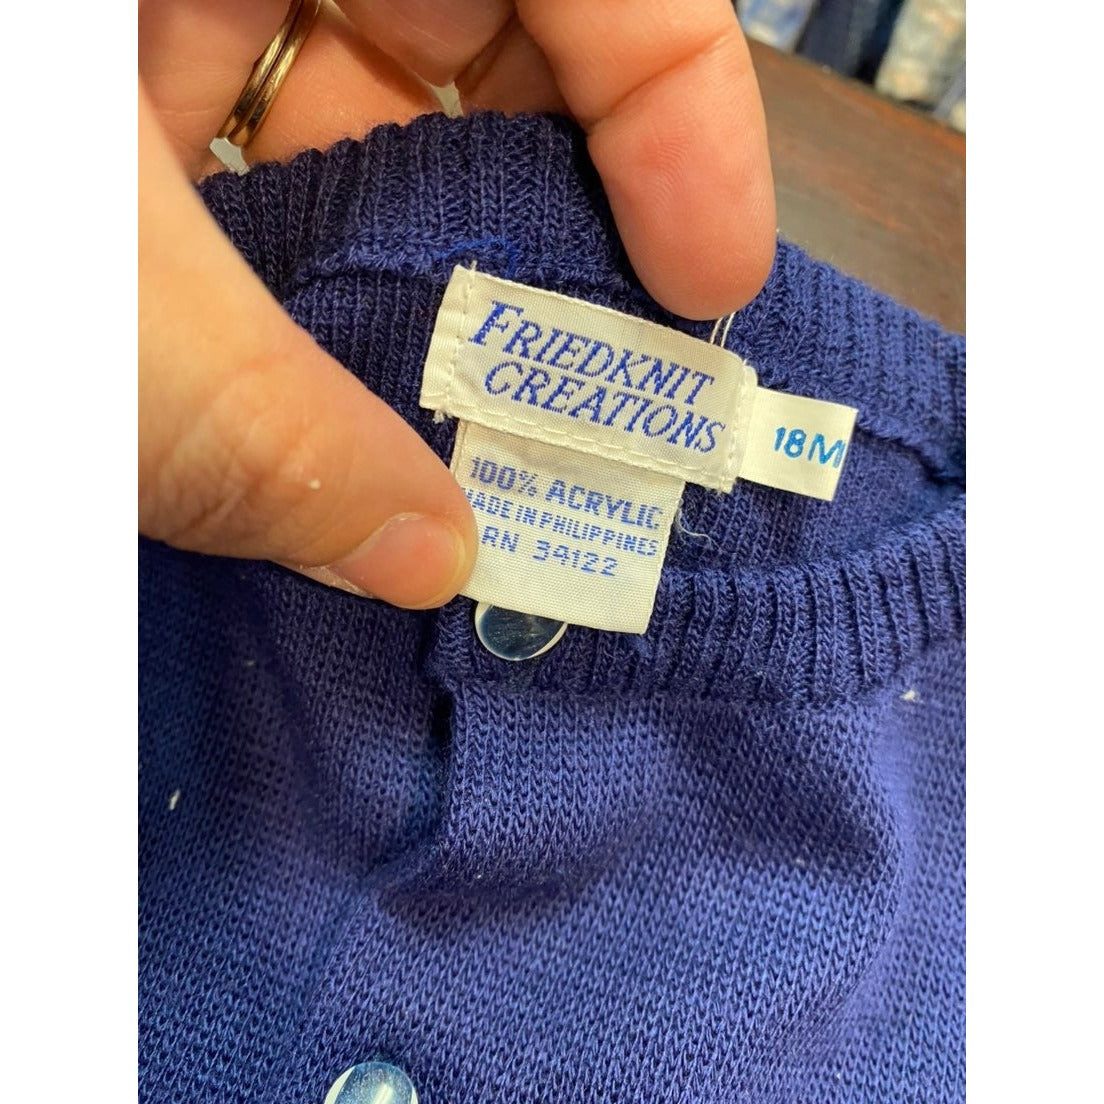 FRIEDKNIT
CREATIONS
18M
100% ACRYLIC
MADE IN PHILIPPINES
RN 34122